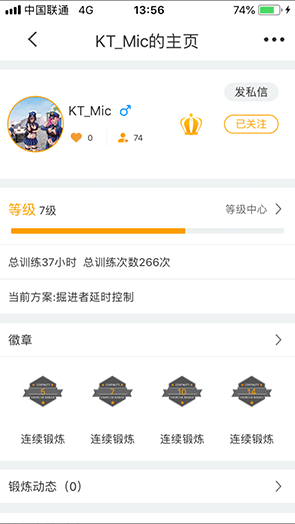 中国联通 4G 13:56 74%
KT_Mic的主页
发私信
KT_Mic
已关注
0 74
等级 7级 等级中心
总训练37小时 总训练次数266次
当前方案:掘进者延时控制
徽章
5 7 10 14
连续锻炼 连续锻炼 连续锻炼 连续锻炼
锻炼动态（0）